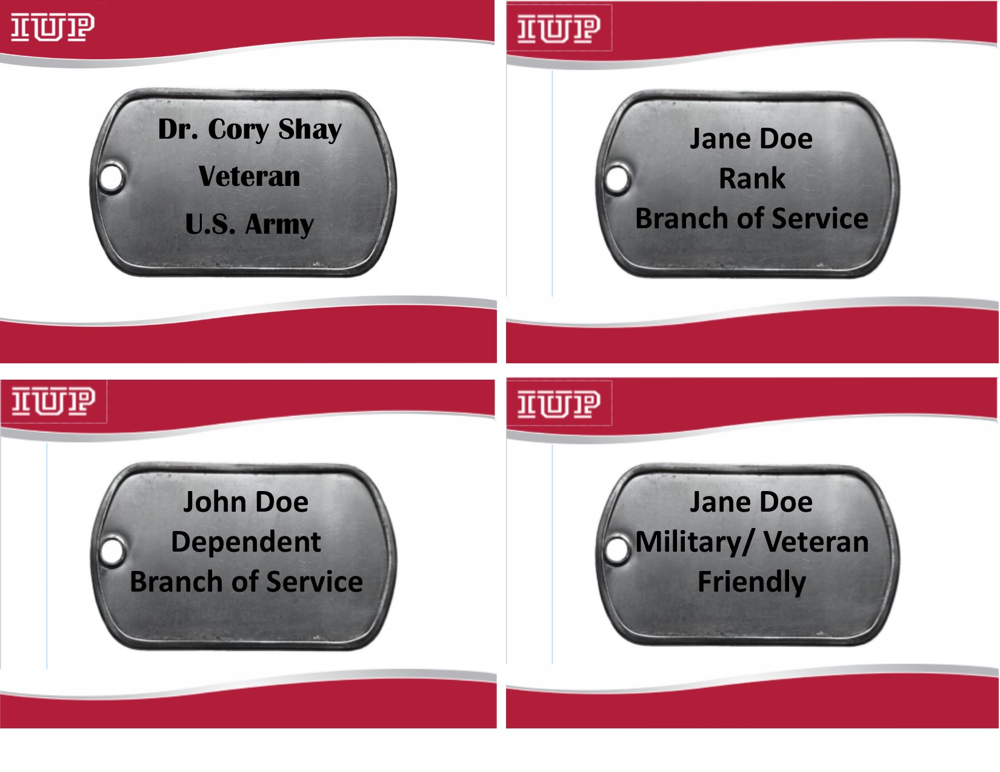 IUP
Dr. Cory Shay
Veteran
U.S. Army
IUP
Jane Doe
Rank
Branch of Service
IUP
John Doe
Dependent
Branch of Service
IUP
Jane Doe
Military/ Veteran
Friendly